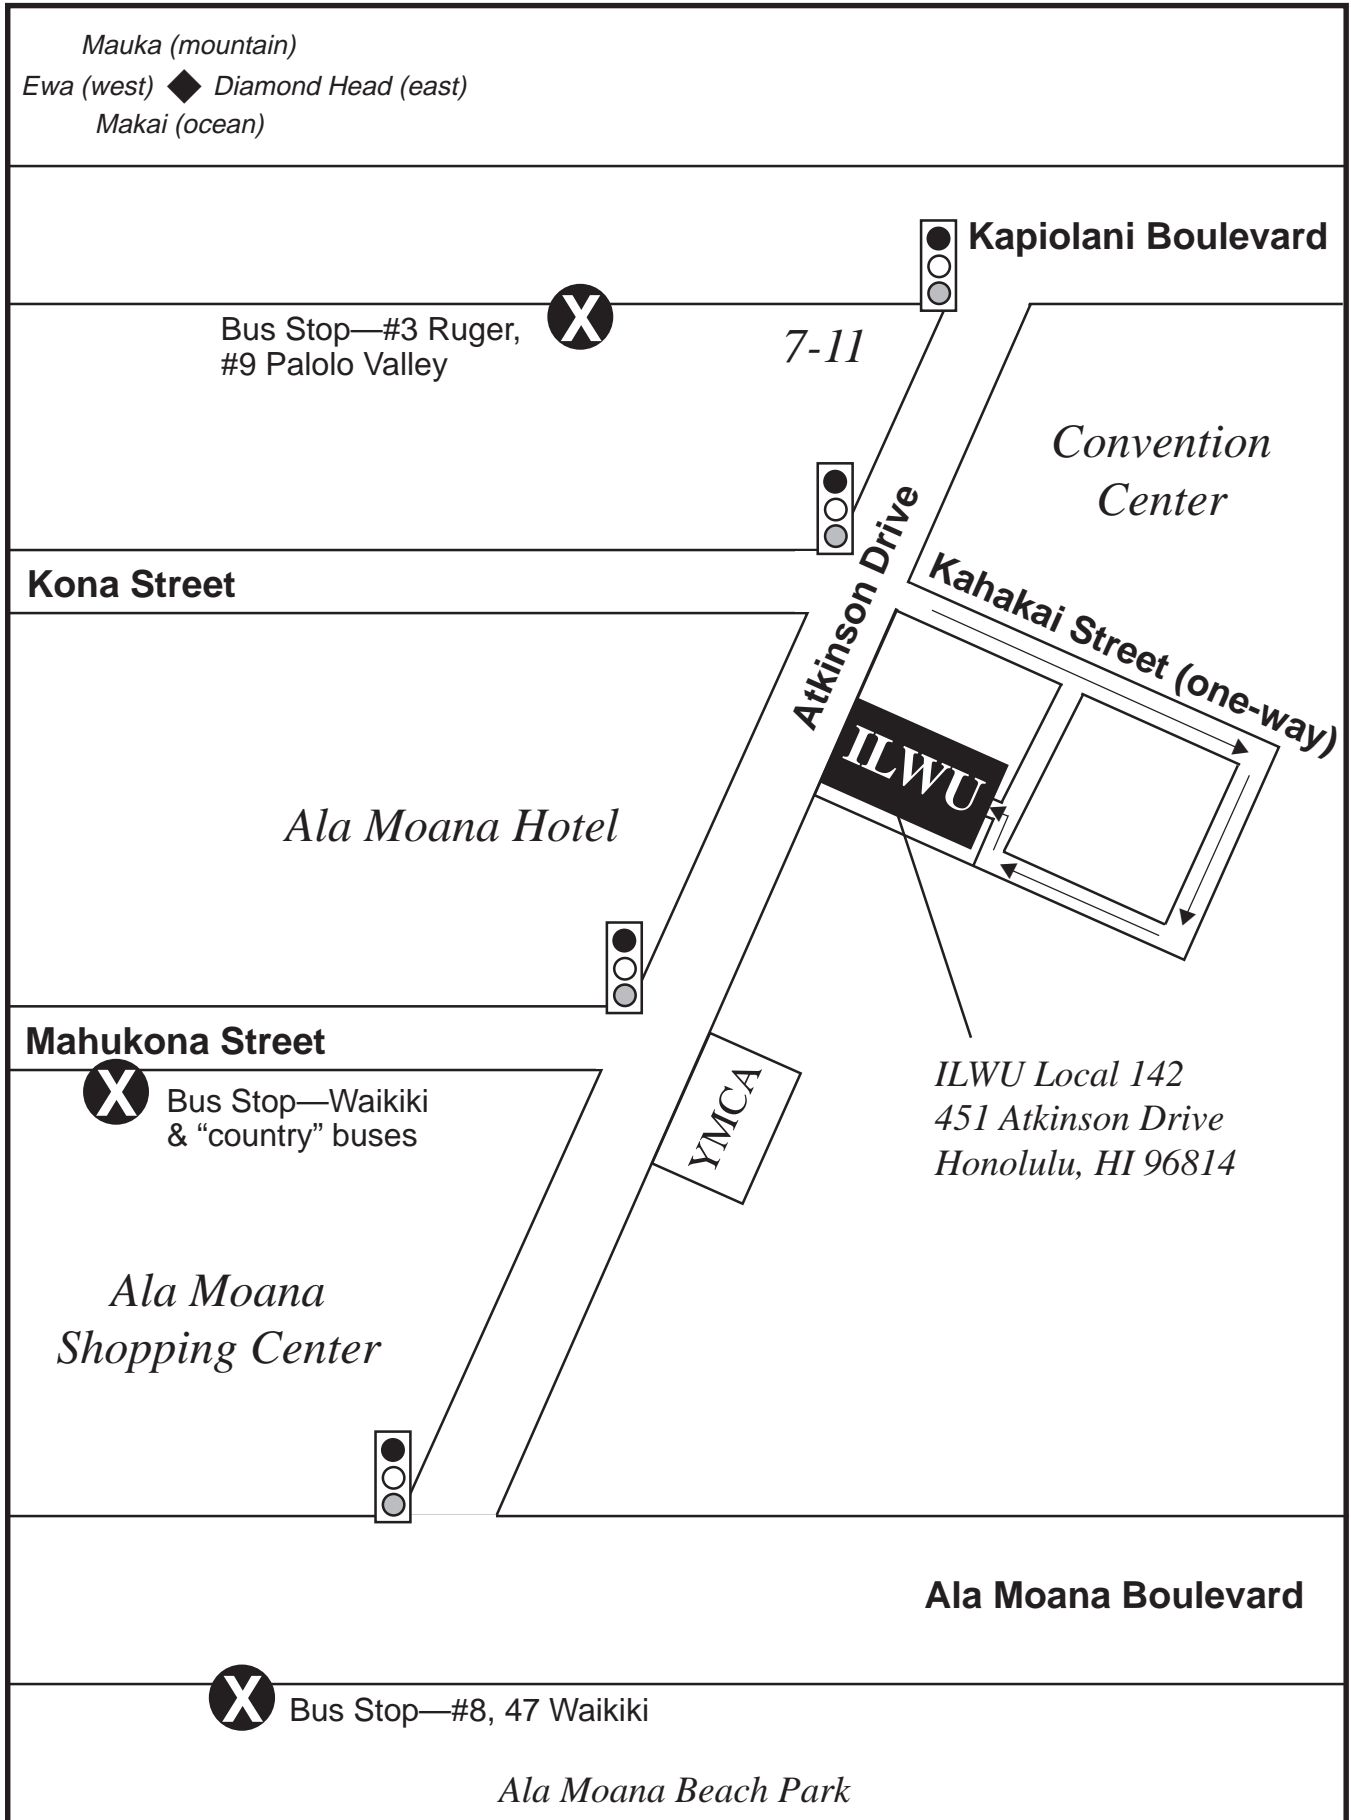 Mauka (mountain)
Ewa (west) Diamond Head (east)
Makai (ocean)
Kapiolani Boulevard
X
Bus Stop—#3 Ruger,
#9 Palolo Valley
7-11
Convention
Center
Kona Street
Atkinson Drive
Kahakai Street (one-way)
ILWU
Ala Moana Hotel
Mahukona Street
X
Bus Stop—Waikiki
& “country” buses
YMCA
ILWU Local 142
451 Atkinson Drive
Honolulu, HI 96814
Ala Moana
Shopping Center
Ala Moana Boulevard
X
Bus Stop—#8, 47 Waikiki
Ala Moana Beach Park